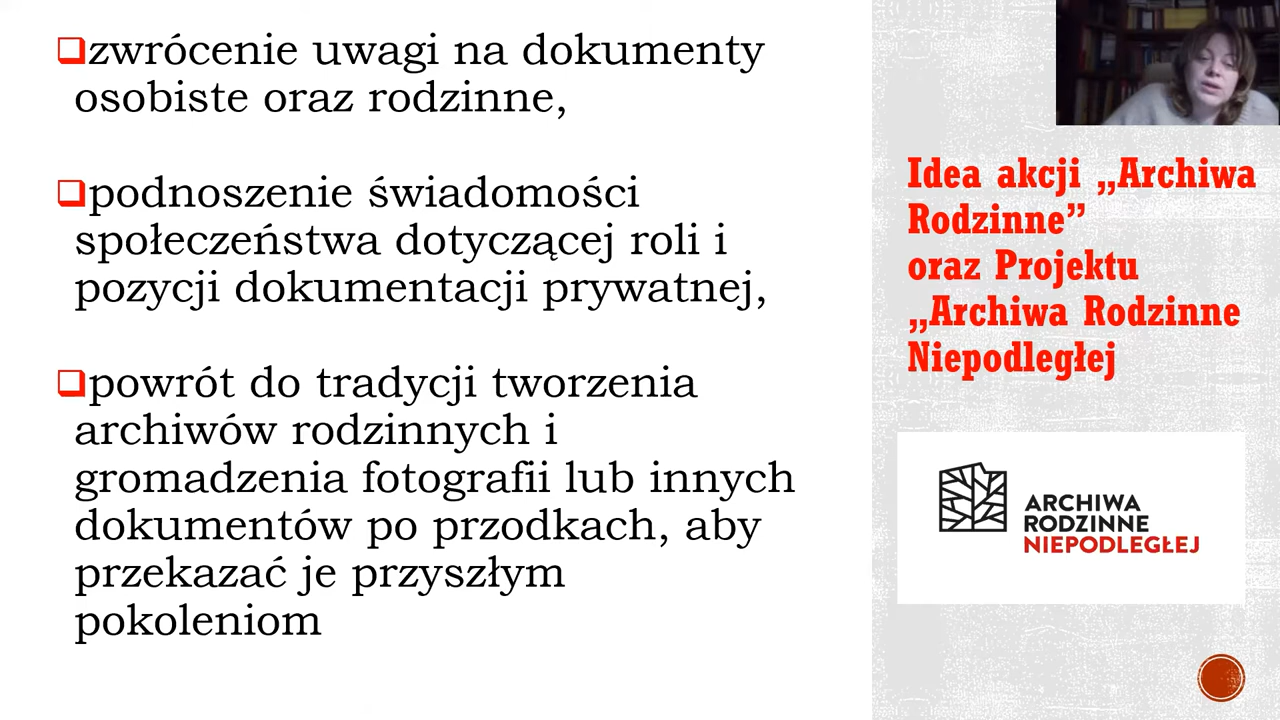 zwrócenie uwagi na dokumenty
osobiste oraz rodzinne,
podnoszenie świadomości
społeczeństwa dotyczącej roli i
pozycji dokumentacji prywatnej,
powrót do tradycji tworzenia
archiwów rodzinnych i
gromadzenia fotografii lub innych
dokumentów po przodkach, aby
przekazać je przyszłym
pokoleniom
Idea akcji „Archiwa
Rodzinne”
oraz Projektu
„Archiwa Rodzinne
Niepodległej
ARCHIWA
RODZINNE
NIEPODLEGŁEJ